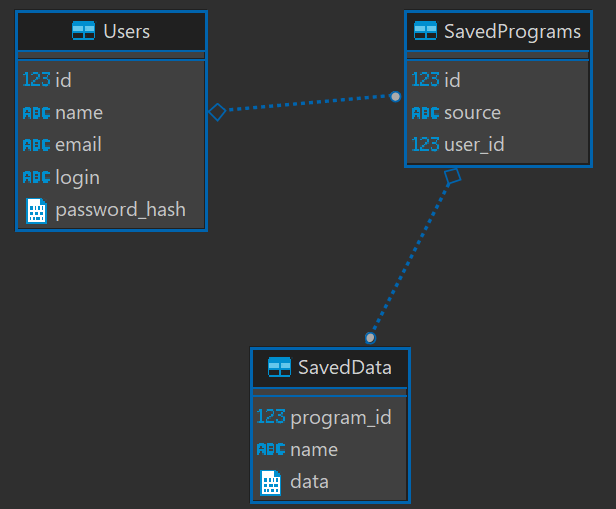 Users
123 id
ABC name
ABC email
ABC login
password_hash
SavedPrograms
123 id
ABC source
123 user_id
SavedData
123 program_id
ABC name
data